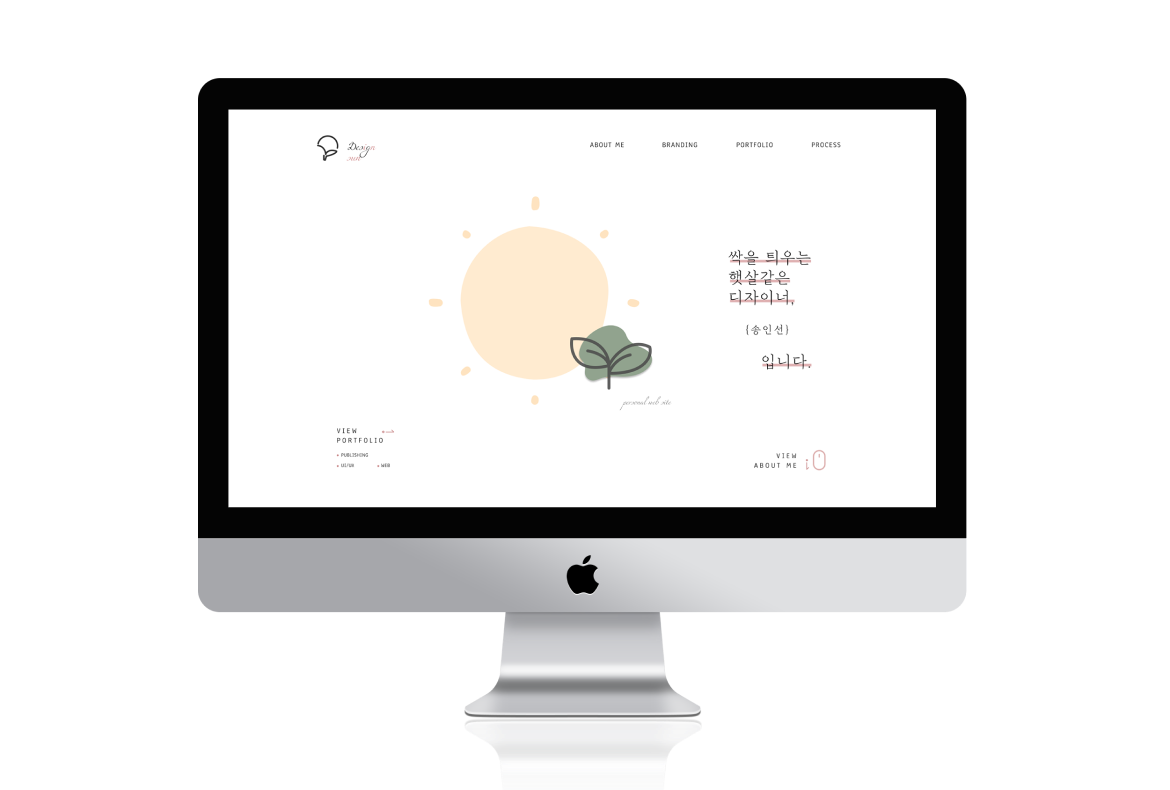 Design
sun
ABOUT ME
BRANDING
PORTFOLIO
PROCESS
싹을 틔우는
햇살같은
디자이너,
{송인선}
입니다.
personal web site
VIEW
PORTFOLIO
+ PUBLISHING
+ UI/UX + WEB
VIEW
ABOUT ME